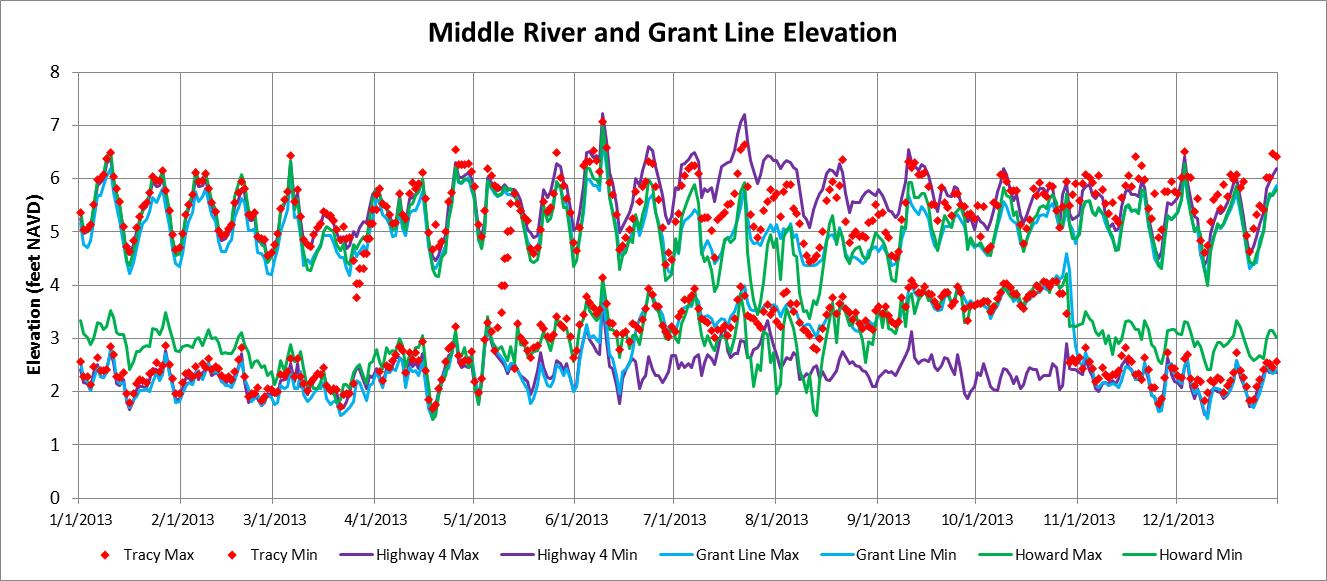 Middle River and Grant Line Elevation
Elevation (feet NAVD)
8
7
6
5
4
3
2
1
0
1/1/2013 2/1/2013 3/1/2013 4/1/2013 5/1/2013 6/1/2013 7/1/2013 8/1/2013 9/1/2013 10/1/2013 11/1/2013 12/1/2013
Tracy Max Tracy Min Highway 4 Max Highway 4 Min Grant Line Max Grant Line Min Howard Max Howard Min